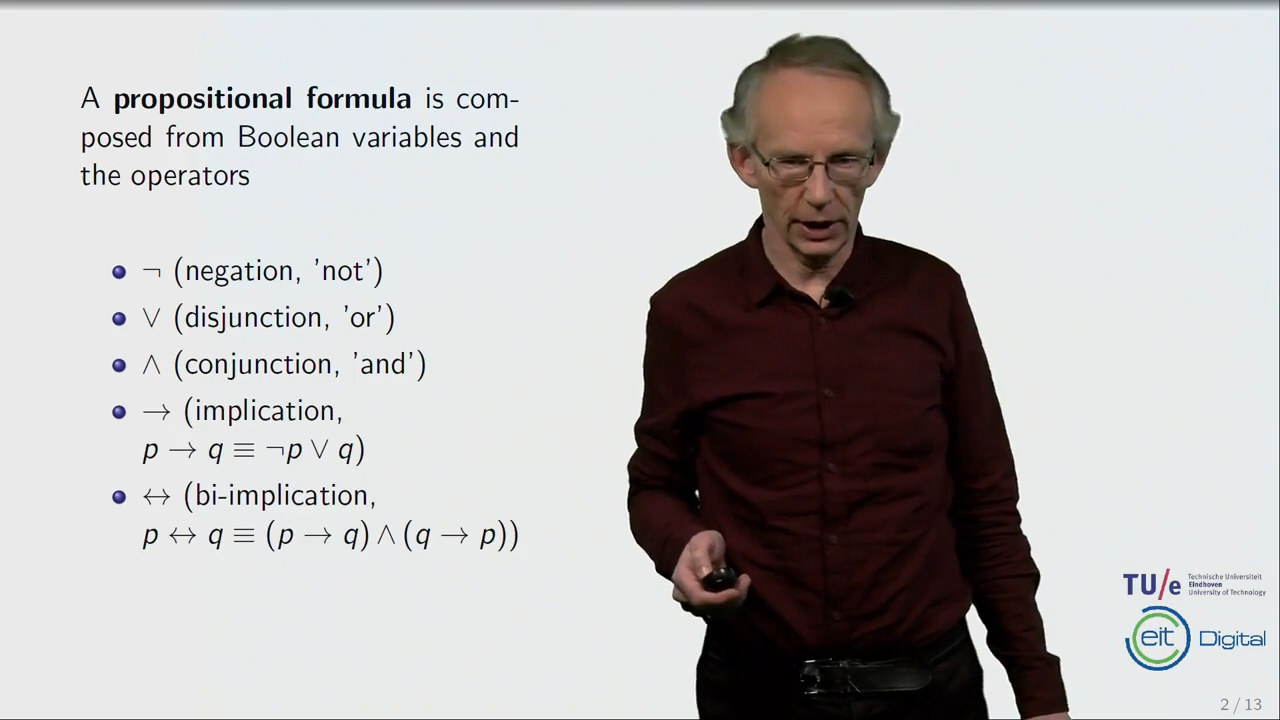 A propositional formula is com-
posed from Boolean variables and
the operators
¬ (negation, 'not')
∨ (disjunction, 'or')
∧ (conjunction, 'and')
→ (implication,
p → q ≡ ¬p ∨ q)
↔ (bi-implication,
p ↔ q ≡ (p → q) ∧ (q → p))
TU/e
Technische Universiteit
Eindhoven
University of Technology
eit Digital
2 / 13